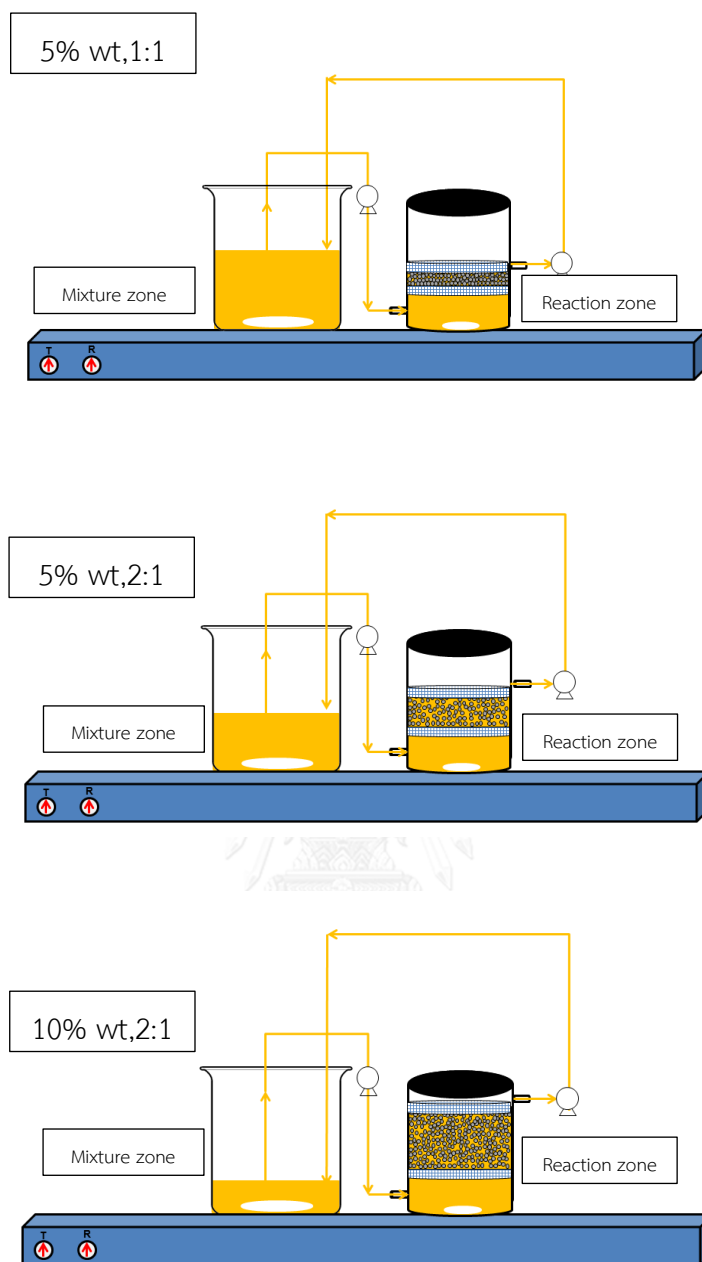 5% wt,1:1
Mixture zone
Reaction zone
T R
5% wt,2:1
Mixture zone
Reaction zone
T R
10% wt,2:1
Mixture zone
Reaction zone
T R